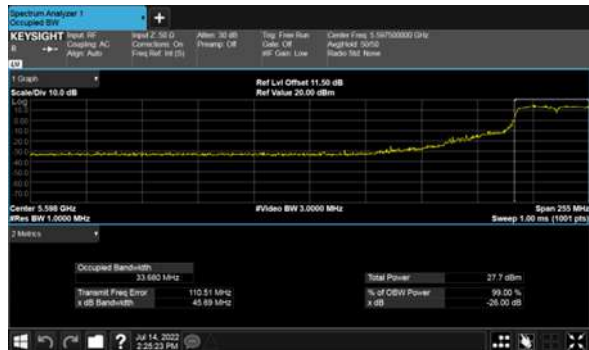 Spectrum Analyzer 1
Occupied BW
+
KEYSIGHT
R
Input: RF
Coupling: AC
Align: Auto
Input Z: 50 Ω
Corrections: On
Freq Ref: Int (S)
Atten: 30 dB
Preamp: Off
Trig: Free Run
Gate: Off
#IF Gain: Low
Center Freq: 5.597500000 GHz
Avg|Hold: 50/50
Radio Std: None
1 Graph
Scale/Div 10.0 dB
Ref Lvl Offset 11.50 dB
Ref Value 20.00 dBm
Log
10.0
0.00
-10.0
-20.0
-30.0
-40.0
-50.0
-60.0
-70.0
Center 5.598 GHz
#Res BW 1.0000 MHz
#Video BW 3.0000 MHz
Span 255 MHz
Sweep 1.00 ms (1001 pts)
2 Metrics
Occupied Bandwidth
33.680 MHz
Transmit Freq Error 110.51 MHz
x dB Bandwidth 45.69 MHz
Total Power 27.7 dBm
% of OBW Power 99.00 %
x dB -26.00 dB
?
Jul 14, 2022
2:25:23 PM